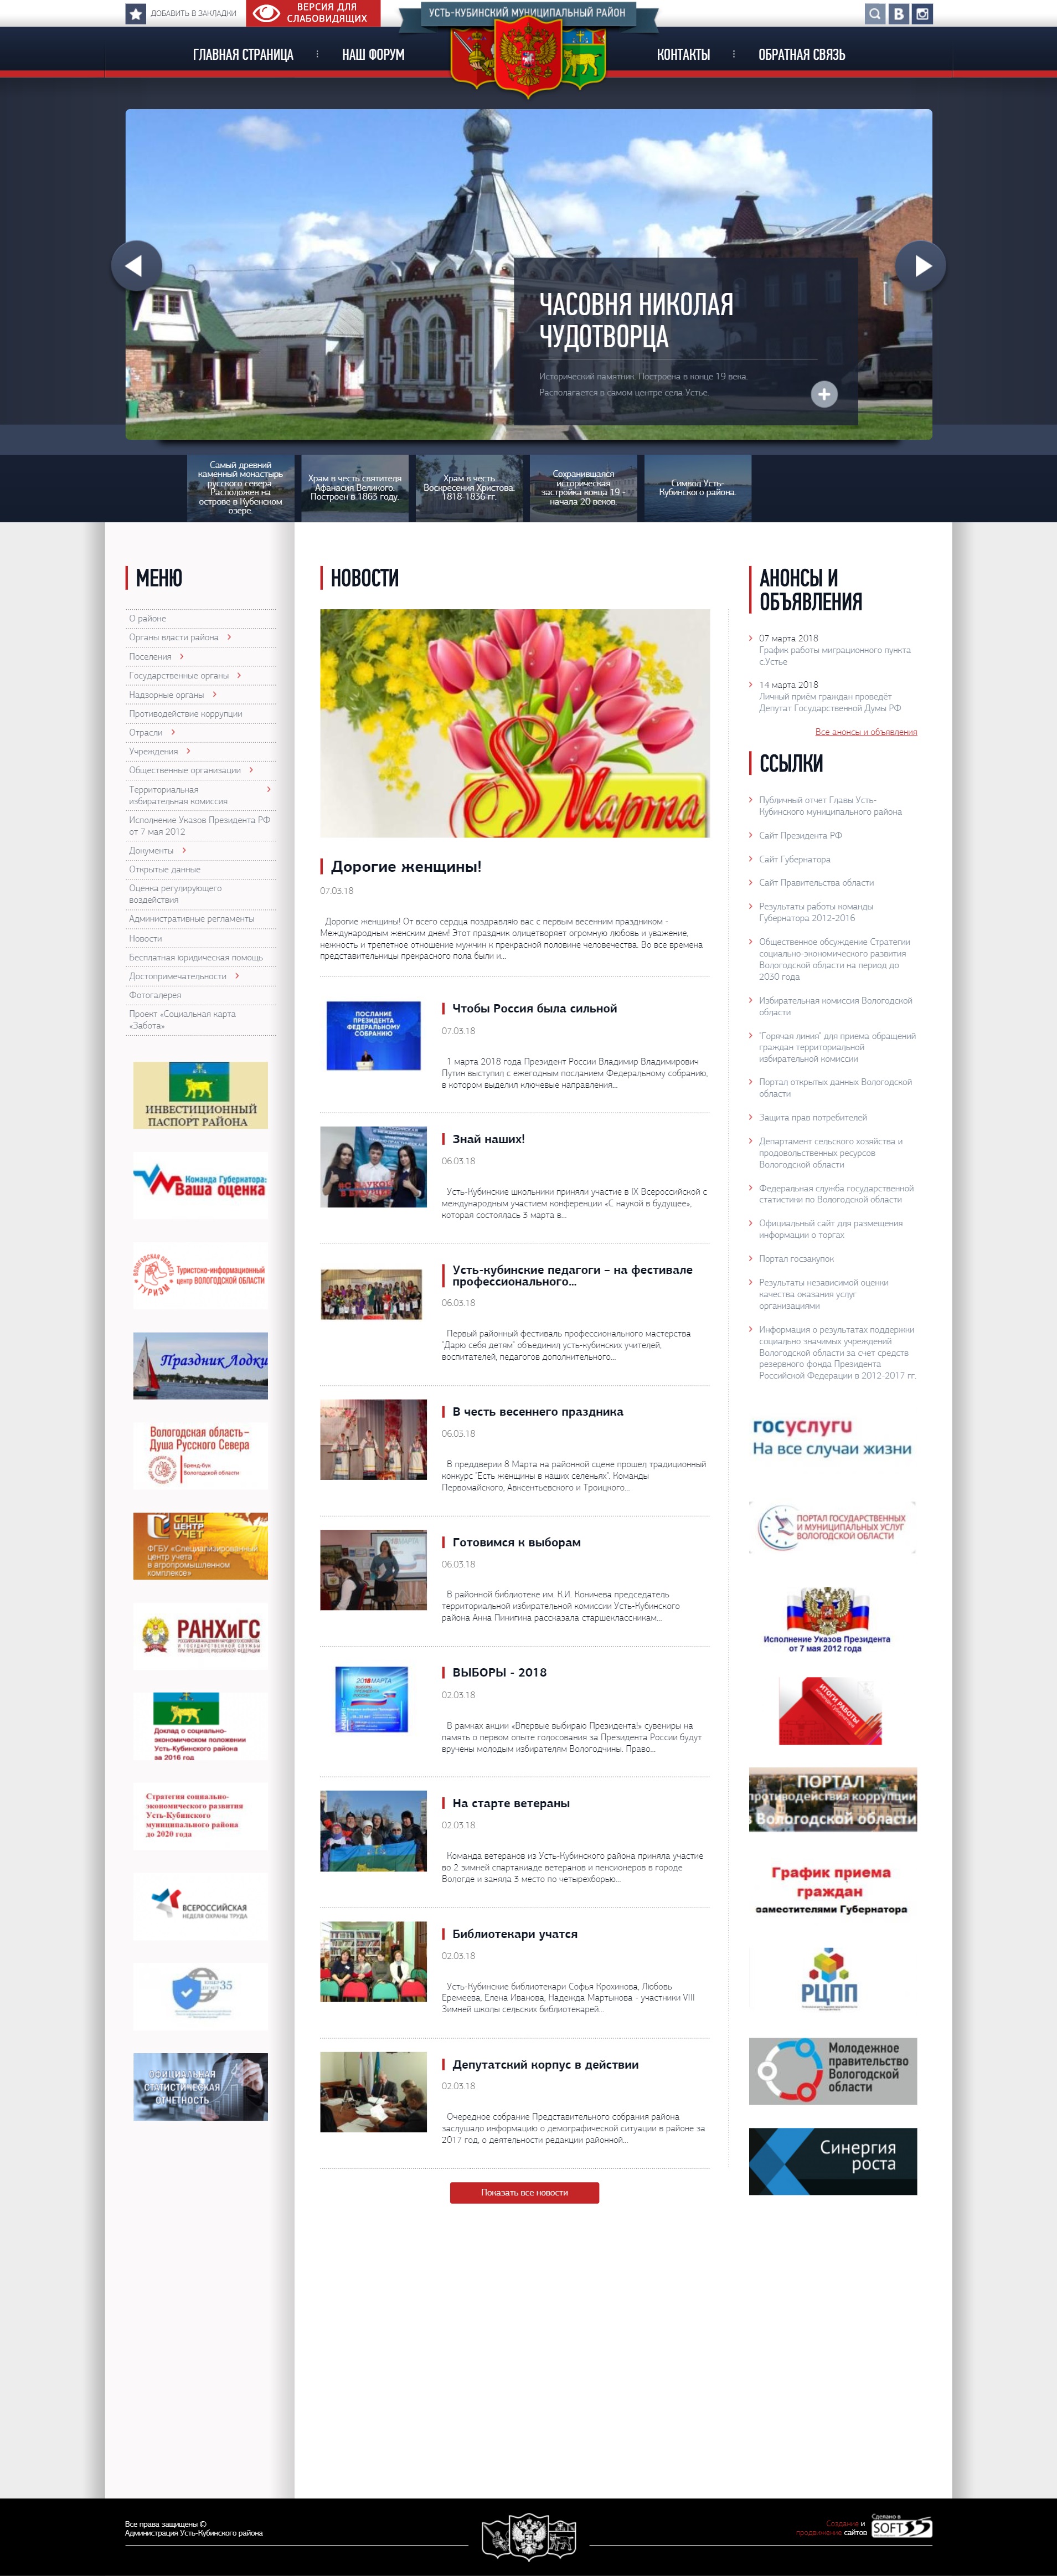 ДОБАВИТЬ В ЗАКЛАДКИ
ВЕРСИЯ ДЛЯ
СЛАБОВИДЯЩИХ
УСТЬ-КУБИНСКИЙ МУНИЦИПАЛЬНЫЙ РАЙОН
ГЛАВНАЯ СТРАНИЦА
НАШ ФОРУМ
КОНТАКТЫ
ОБРАТНАЯ СВЯЗЬ
ЧАСОВНЯ НИКОЛАЯ
ЧУДОТВОРЦА
Исторический памятник. Построена в конце 19 века.
Располагается в самом центре села Устье.
Самый древний
каменный монастырь
русского севера.
Расположен на
острове в Кубенском
озере.
Храм в честь святителя
Афанасия Великого.
Построен в 1863 году.
Храм в честь
Воскресения Христова.
1818-1836 гг.
Сохранившаяся
историческая
застройка конца 19 -
начала 20 веков.
Символ Усть-
Кубинского района.
МЕНЮ
О районе
Органы власти района
Поселения
Государственные органы
Надзорные органы
Противодействие коррупции
Отрасли
Учреждения
Общественные организации
Территориальная
избирательная комиссия
Исполнение Указов Президента РФ
от 7 мая 2012
Документы
Открытые данные
Оценка регулирующего
воздействия
Административные регламенты
Новости
Бесплатная юридическая помощь
Достопримечательности
Фотогалерея
Проект «Социальная карта
«Забота»
ИНВЕСТИЦИОННЫЙ
ПАСПОРТ РАЙОНА
Команда Губернатора:
Ваша оценка
ВОЛОГОДСКАЯ ОБЛАСТЬ
ТУРИЗМ
Туристско-информационный
центр ВОЛОГОДСКОЙ ОБЛАСТИ
Праздник Лодки
Вологодская область–
Душа Русского Севера
Бренд-бук
Вологодской области
СПЕЦ
ЦЕНТР
УЧЕТ
ФГБУ «Специализированный
центр учета
в агропромышленном
комплексе»
РАНХиГС
РОССИЙСКАЯ АКАДЕМИЯ НАРОДНОГО ХОЗЯЙСТВА
И ГОСУДАРСТВЕННОЙ СЛУЖБЫ
ПРИ ПРЕЗИДЕНТЕ РОССИЙСКОЙ ФЕДЕРАЦИИ
Доклад о социально-
экономическом положении
Усть-Кубинского района
за 2016 год
Стратегия социально-
экономического развития
Усть-Кубинского
муниципального района
до 2020 года
ВСЕРОССИЙСКАЯ
НЕДЕЛЯ ОХРАНЫ ТРУДА
35
ОФИЦИАЛЬНАЯ
СТАТИСТИЧЕСКАЯ
ОТЧЕТНОСТЬ
НОВОСТИ
8 Марта
Дорогие женщины!
07.03.18
Дорогие женщины! От всего сердца поздравляю вас с первым весенним праздником -
Международным женским днем! Этот праздник олицетворяет огромную любовь и уважение,
нежность и трепетное отношение мужчин к прекрасной половине человечества. Во все времена
представительницы прекрасного пола были и...
ПОСЛАНИЕ
ПРЕЗИДЕНТА
ФЕДЕРАЛЬНОМУ
СОБРАНИЮ
Чтобы Россия была сильной
07.03.18
1 марта 2018 года Президент России Владимир Владимирович
Путин выступил с ежегодным посланием Федеральному собранию,
в котором выделил ключевые направления...
Знай наших!
06.03.18
Усть-Кубинские школьники приняли участие в IX Всероссийской с
международным участием конференции «С наукой в будущее»,
которая состоялась 3 марта в...
Усть-кубинские педагоги – на фестивале
профессионального...
06.03.18
Первый районный фестиваль профессионального мастерства
"Дарю себя детям" объединил усть-кубинских учителей,
воспитателей, педагогов дополнительного...
В честь весеннего праздника
06.03.18
В преддверии 8 Марта на районной сцене прошел традиционный
конкурс "Есть женщины в наших селеньях". Команды
Первомайского, Авксентьевского и Троицкого...
Готовимся к выборам
06.03.18
В районной библиотеке им. К.И. Коничева председатель
территориальной избирательной комиссии Усть-Кубинского
района Анна Пинигина рассказала старшеклассникам...
2018МАРТА
ВЫБОРЫ - 2018
02.03.18
В рамках акции «Впервые выбираю Президента!» сувениры на
память о первом опыте голосования за Президента России будут
вручены молодым избирателям Вологодчины. Право...
На старте ветераны
02.03.18
Команда ветеранов из Усть-Кубинского района приняла участие
во 2 зимней спартакиаде ветеранов и пенсионеров в городе
Вологде и заняла 3 место по четырехборью...
Библиотекари учатся
02.03.18
Усть-Кубинские библиотекари Софья Крохинова, Любовь
Еремеева, Елена Иванова, Надежда Мартынова - участники VIII
Зимней школы сельских библиотекарей...
Депутатский корпус в действии
02.03.18
Очередное собрание Представительного собрания района
заслушало информацию о демографической ситуации в районе за
2017 год, о деятельности редакции районной...
Показать все новости
АНОНСЫ И
ОБЪЯВЛЕНИЯ
07 марта 2018
График работы миграционного пункта
с.Устье
14 марта 2018
Личный приём граждан проведёт
Депутат Государственной Думы РФ
Все анонсы и объявления
ССЫЛКИ
Публичный отчет Главы Усть-
Кубинского муниципального района
Сайт Президента РФ
Сайт Губернатора
Сайт Правительства области
Результаты работы команды
Губернатора 2012-2016
Общественное обсуждение Стратегии
социально-экономического развития
Вологодской области на период до
2030 года
Избирательная комиссия Вологодской
области
"Горячая линия" для приема обращений
граждан территориальной
избирательной комиссии
Портал открытых данных Вологодской
области
Защита прав потребителей
Департамент сельского хозяйства и
продовольственных ресурсов
Вологодской области
Федеральная служба государственной
статистики по Вологодской области
Официальный сайт для размещения
информации о торгах
Портал госзакупок
Результаты независимой оценки
качества оказания услуг
организациями
Информация о результатах поддержки
социально значимых учреждений
Вологодской области за счет средств
резервного фонда Президента
Российской Федерации в 2012-2017 гг.
госуслуги
На все случаи жизни
ПОРТАЛ ГОСУДАРСТВЕННЫХ
И МУНИЦИПАЛЬНЫХ УСЛУГ
ВОЛОГОДСКОЙ ОБЛАСТИ
Исполнение Указов Президента
от 7 мая 2012 года
ИТОГИ РАБОТЫ
ПОРТАЛ
противодействия коррупции
в Вологодской области
График приема
граждан
заместителями Губернатора
РЦПП
Молодежное
правительство
Вологодской
области
Синергия
роста
Все права защищены ©
Администрация Усть-Кубинского района
Создание и
продвижение сайтов
Сделано в
SOFT35